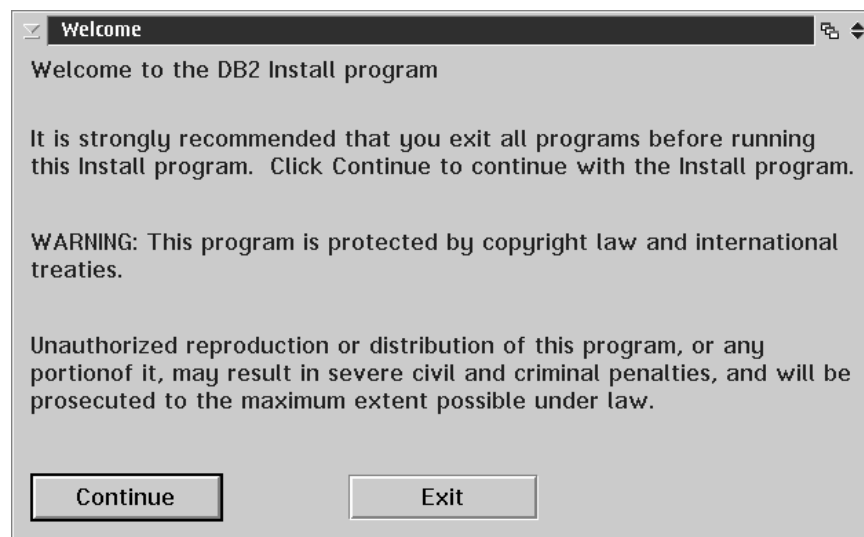 Welcome
Welcome to the DB2 Install program
It is strongly recommended that you exit all programs before running
this Install program.  Click Continue to continue with the Install program.
WARNING: This program is protected by copyright law and international
treaties.
Unauthorized reproduction or distribution of this program, or any
portionof it, may result in severe civil and criminal penalties, and will be
prosecuted to the maximum extent possible under law.
Continue
Exit